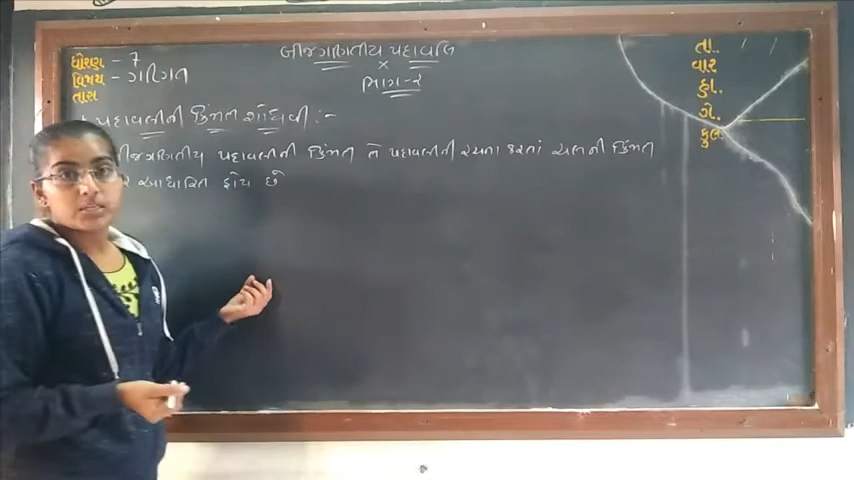 ધોરણ - 7
વિષય - ગણિત
તાસ
બીજગણિતીય પદાવલિ
×
ભાગ-૨
તા. / /
વાર
હા.
ગે.
કુલ.
પદાવલીની કિંમત શોધવી :-
બીજગણિતીય પદાવલીની કિંમત તે પદાવલીની રચના કરતાં ચલની કિંમત
આધારિત હોય છે